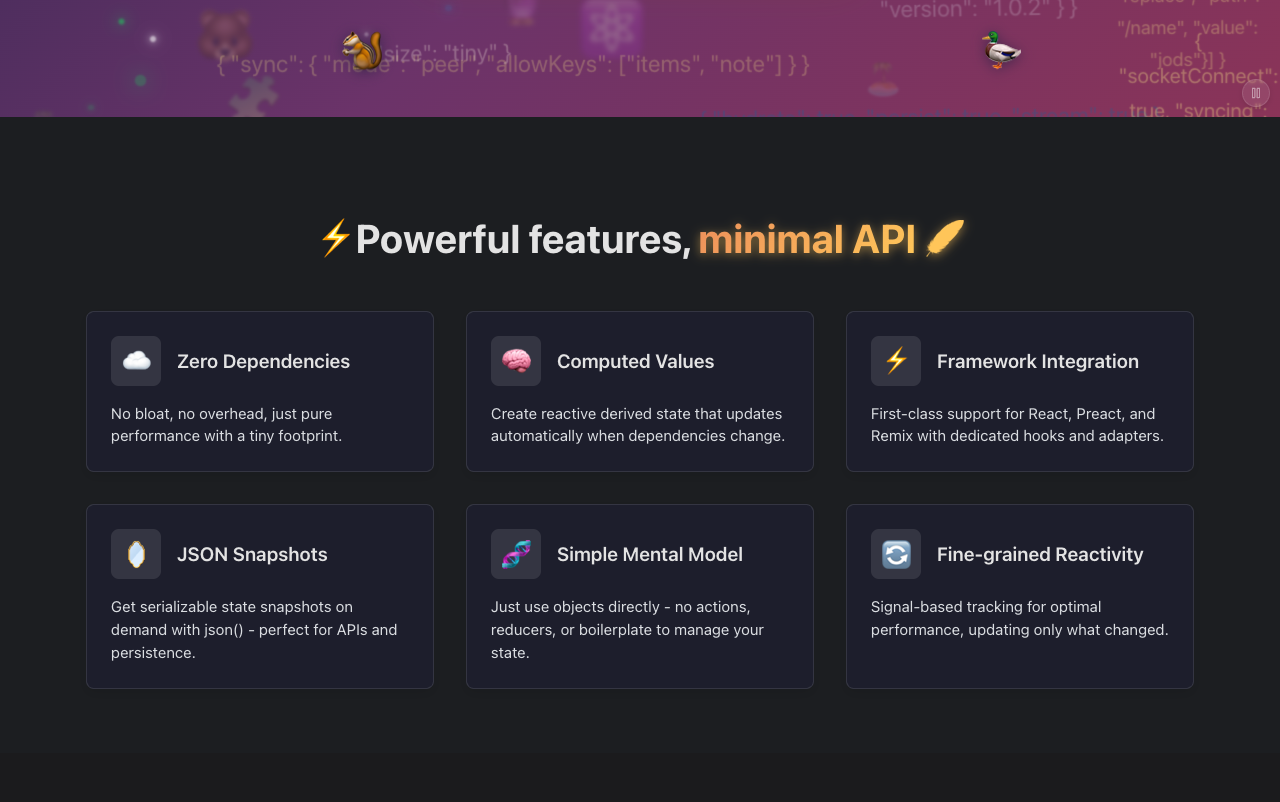 "version": "1.0.2" } }
"/name", "value":
{
"size": "tiny" }
"jods"}] }
{ "sync": { "mode": "peer", "allowKeys": ["items", "note"] } }
"socketConnect":
true, "syncing":
⚡Powerful features, minimal API 🪶
Zero Dependencies
No bloat, no overhead, just pure
performance with a tiny footprint.
Computed Values
Create reactive derived state that updates
automatically when dependencies change.
Framework Integration
First-class support for React, Preact, and
Remix with dedicated hooks and adapters.
JSON Snapshots
Get serializable state snapshots on
demand with json() - perfect for APIs and
persistence.
Simple Mental Model
Just use objects directly - no actions,
reducers, or boilerplate to manage your
state.
Fine-grained Reactivity
Signal-based tracking for optimal
performance, updating only what changed.